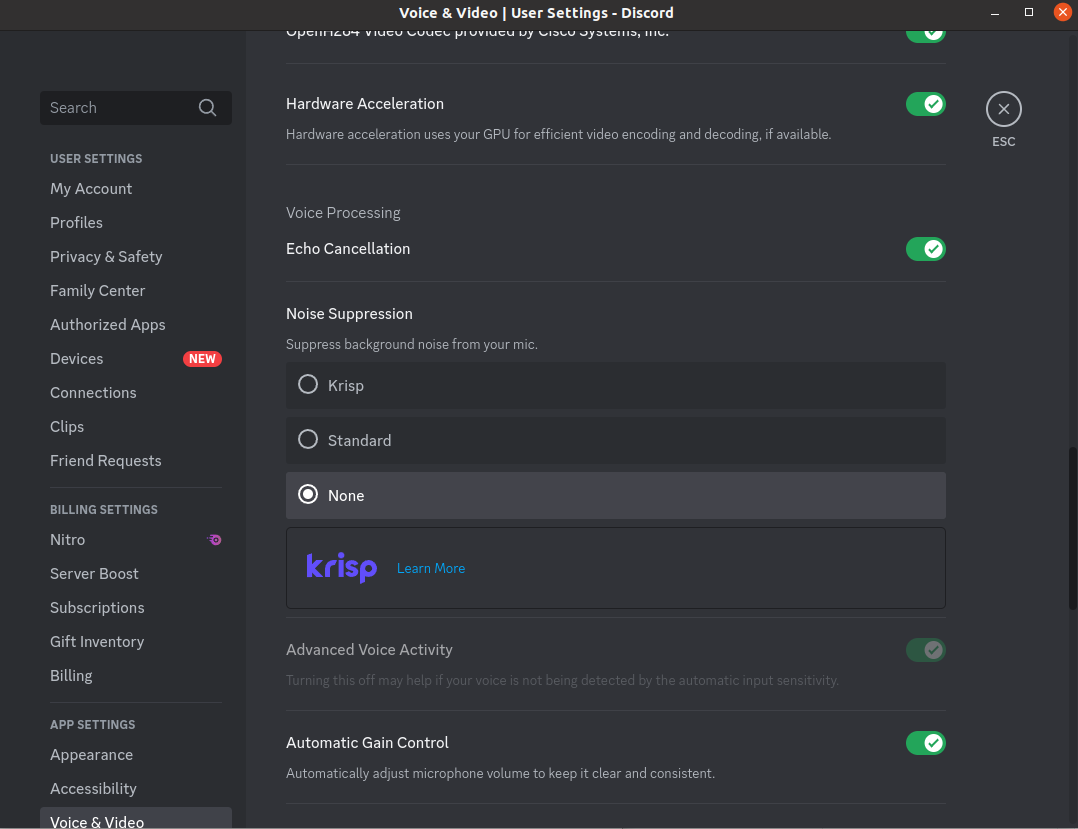 Voice & Video | User Settings - Discord
OpenH264 Video Codec provided by Cisco Systems, Inc.
Search
USER SETTINGS
My Account
Profiles
Privacy & Safety
Family Center
Authorized Apps
Devices NEW
Connections
Clips
Friend Requests
BILLING SETTINGS
Nitro
Server Boost
Subscriptions
Gift Inventory
Billing
APP SETTINGS
Appearance
Accessibility
Voice & Video
Hardware Acceleration
Hardware acceleration uses your GPU for efficient video encoding and decoding, if available.
Voice Processing
Echo Cancellation
Noise Suppression
Suppress background noise from your mic.
Krisp
Standard
None
krisp Learn More
Advanced Voice Activity
Turning this off may help if your voice is not being detected by the automatic input sensitivity.
Automatic Gain Control
Automatically adjust microphone volume to keep it clear and consistent.
ESC